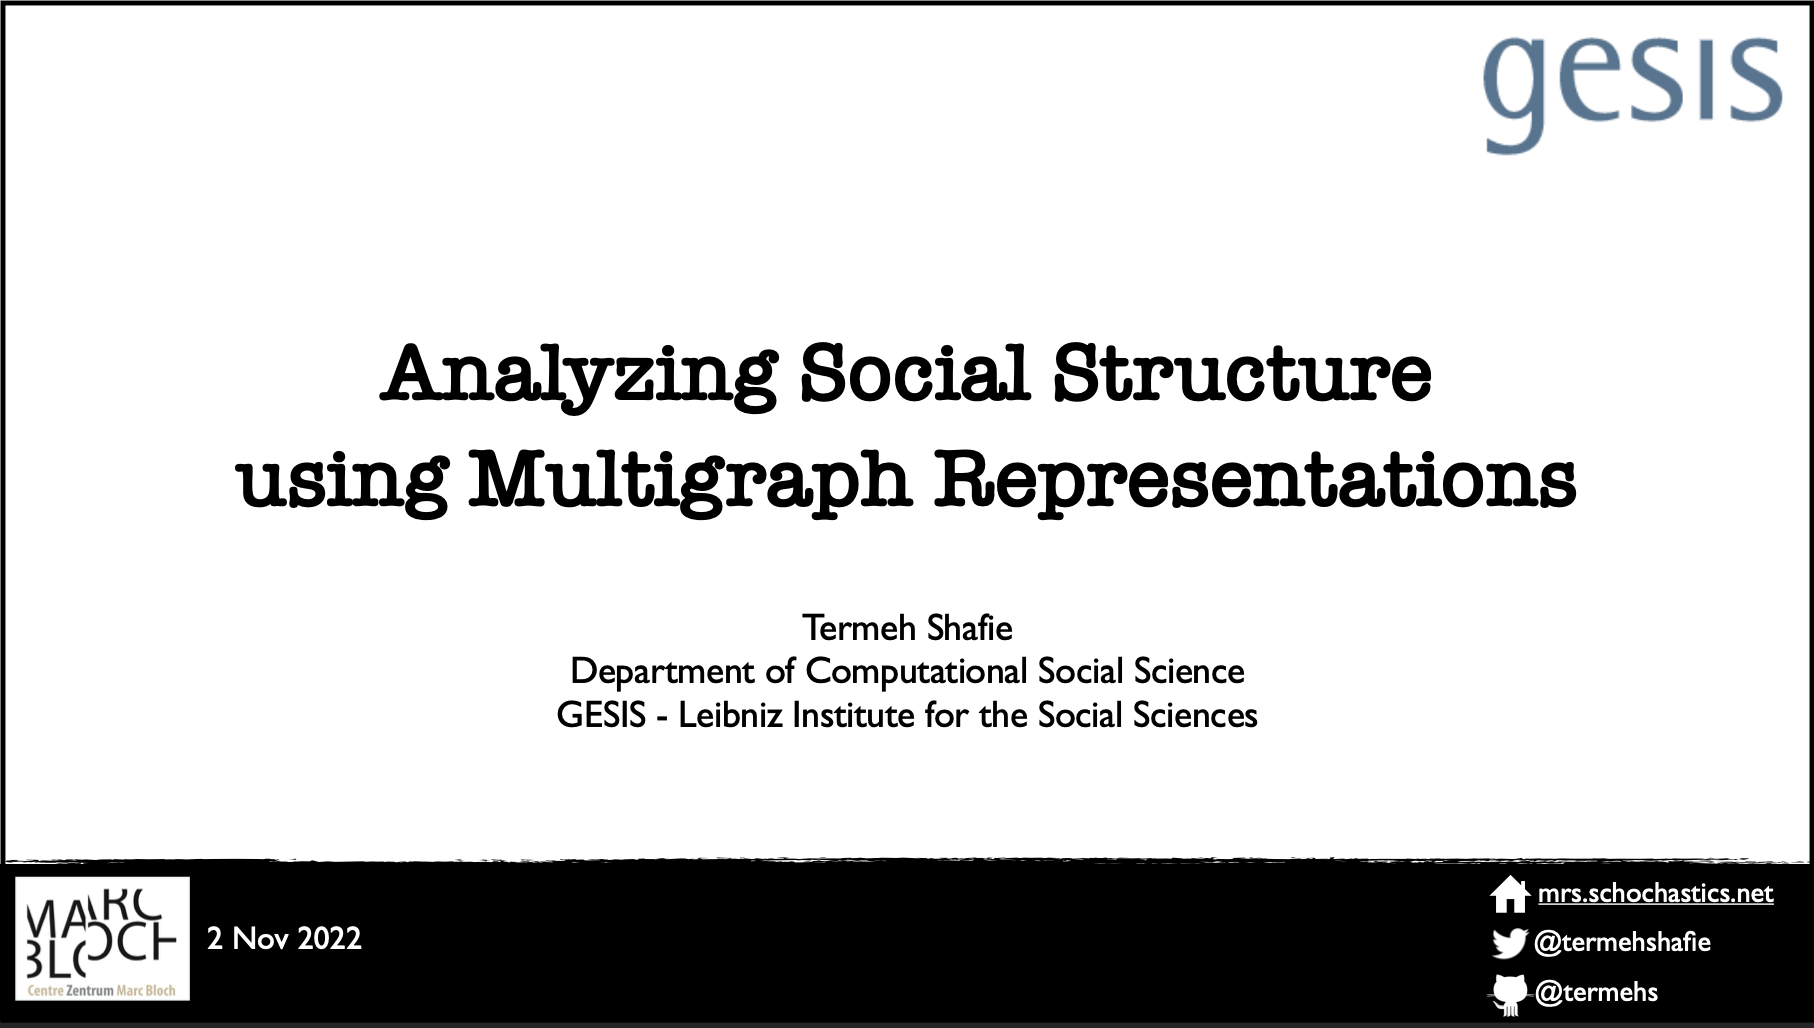 gesis
Analyzing Social Structure
using Multigraph Representations
Termeh Shafie
Department of Computational Social Science
GESIS - Leibniz Institute for the Social Sciences
MARC
BLOCH
Centre Zentrum Marc Bloch
2 Nov 2022
mrs.schochastics.net
@termehshafie
@termehs